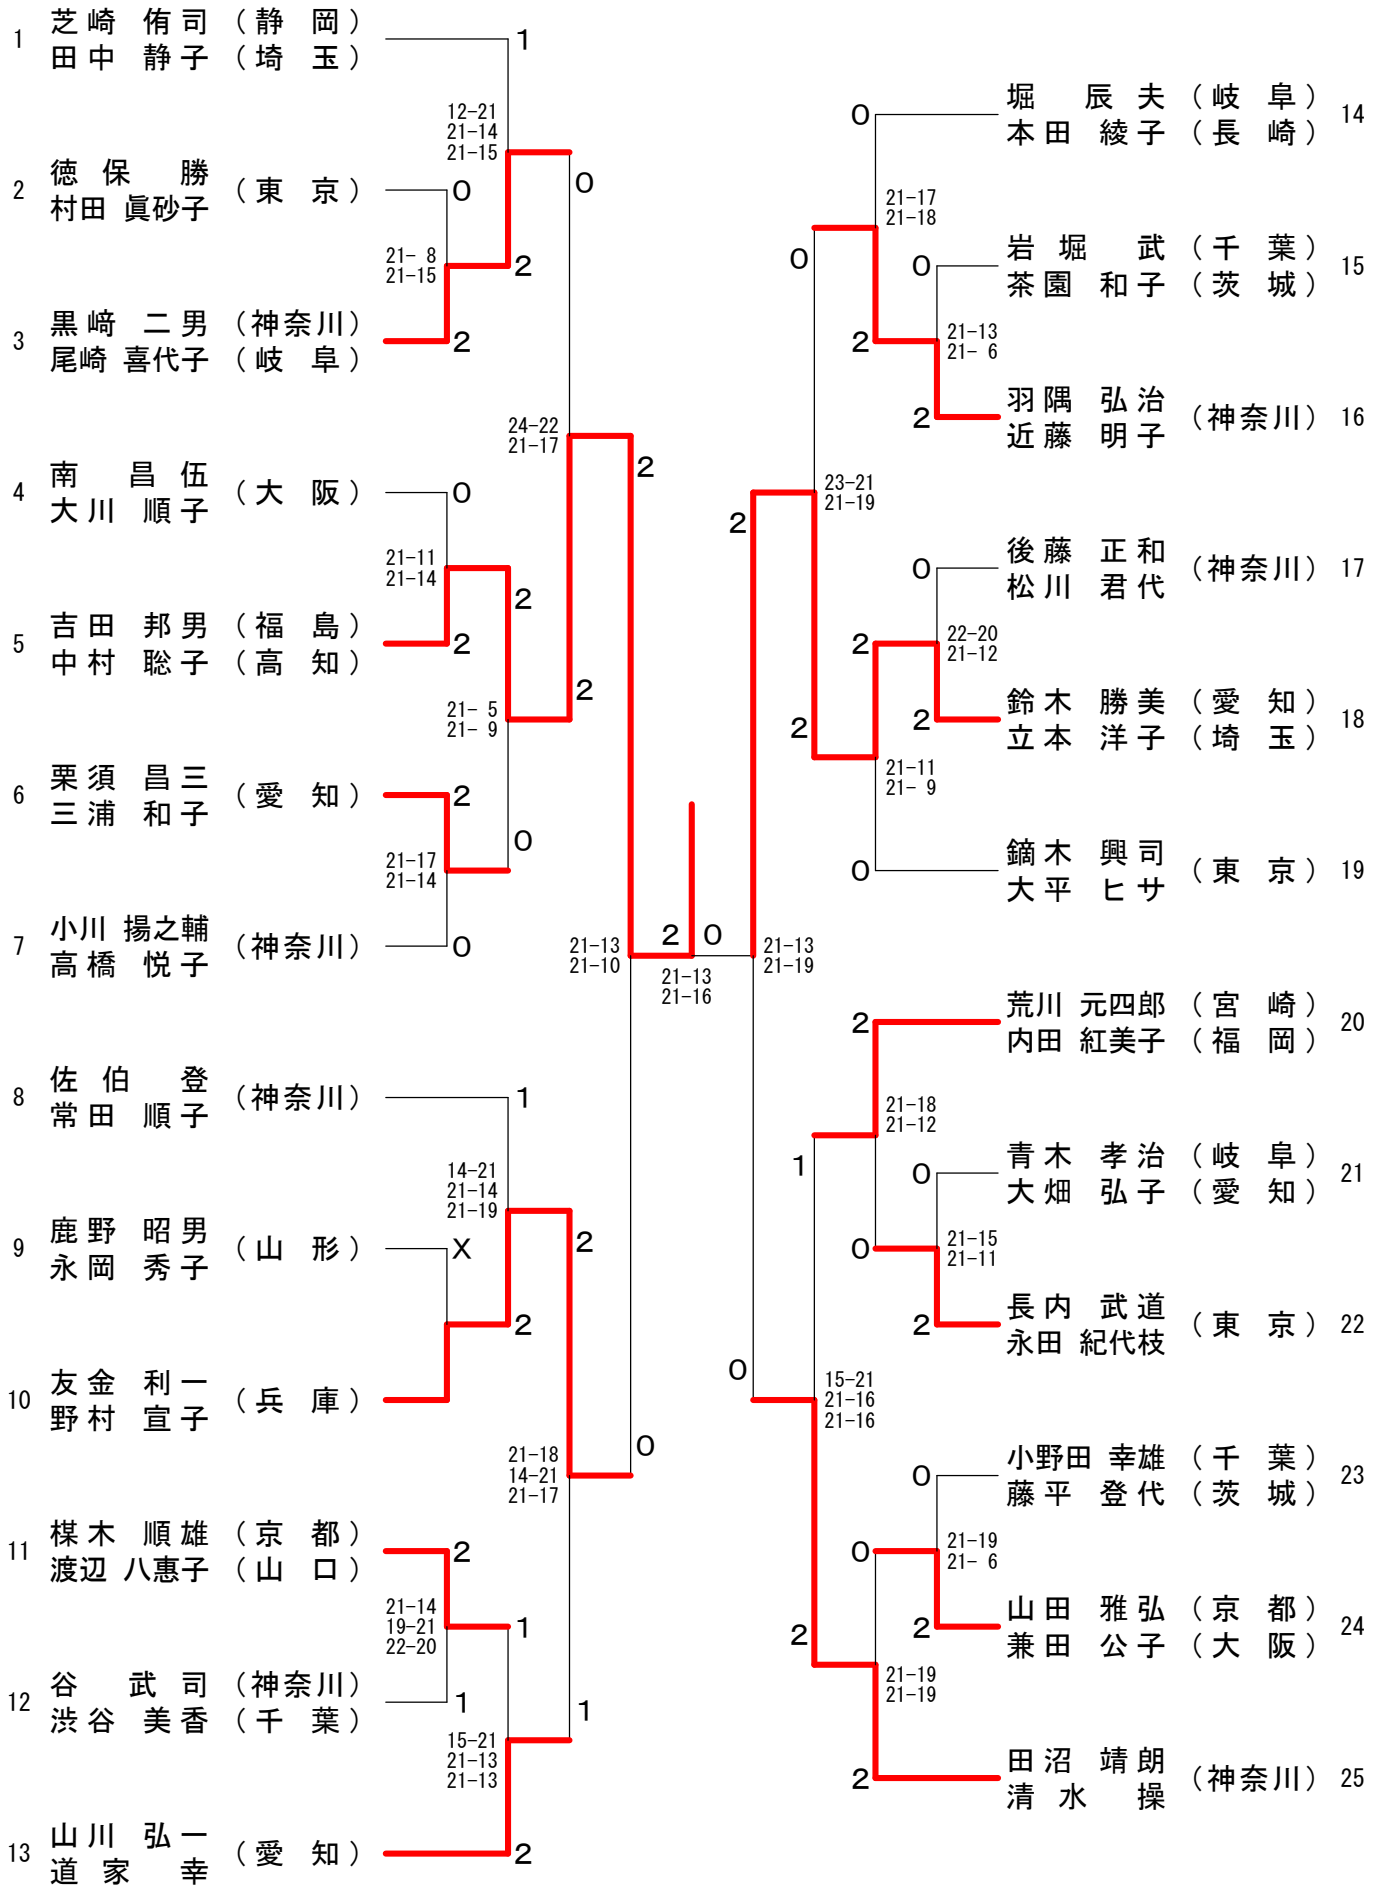 1 芝崎 侑司 (静岡)
田中 静子 (埼玉)
2 徳保 勝 (東京)
村田 眞砂子
3 黒﨑 二男 (神奈川)
尾崎 喜代子 (岐阜)
4 南 昌伍 (大阪)
大川 順子
5 吉田 邦男 (福島)
中村 聡子 (高知)
6 栗須 昌三 (愛知)
三浦 和子
7 小川 揚之輔 (神奈川)
高橋 悦子
8 佐伯 登 (神奈川)
常田 順子
9 鹿野 昭男 (山形)
永岡 秀子
10 友金 利一 (兵庫)
野村 宣子
11 楳木 順雄 (京都)
渡辺 八惠子 (山口)
12 谷 武司 (神奈川)
渋谷 美香 (千葉)
13 山川 弘一 (愛知)
道家 幸
1
12-21
21-14
21-15
0
0
21- 8
21-15
2
2
24-22
21-17
2
0
21-11
21-14
2
2
2
21- 5
21- 9
2
0
21-17
21-14
0
21-13
21-10
1
14-21
21-14
21-19
2
X
2
21-18
14-21
21-17
0
2
21-14
19-21
22-20
1
1
1
15-21
21-13
21-13
2
2 0
21-13
21-16
堀 辰夫 (岐阜) 14
本田 綾子 (長崎)
岩堀 武 (千葉) 15
茶園 和子 (茨城)
羽隅 弘治 (神奈川) 16
近藤 明子
後藤 正和 (神奈川) 17
松川 君代
鈴木 勝美 (愛知) 18
立本 洋子 (埼玉)
鏑木 興司 (東京) 19
大平 ヒサ
荒川 元四郎 (宮崎) 20
内田 紅美子 (福岡)
青木 孝治 (岐阜) 21
大畑 弘子 (愛知)
長内 武道 (東京) 22
永田 紀代枝
小野田 幸雄 (千葉) 23
藤平 登代 (茨城)
山田 雅弘 (京都) 24
兼田 公子 (大阪)
田沼 靖朗 (神奈川) 25
清水 操
0
21-17
21-18
0
0
2
21-13
21- 6
2
23-21
21-19
2
0
2
22-20
21-12
2
2
21-11
21- 9
0
21-13
21-19
2
21-18
21-12
1
0
0
21-15
21-11
2
0
15-21
21-16
21-16
0
0
21-19
21- 6
2
2
21-19
21-19
2